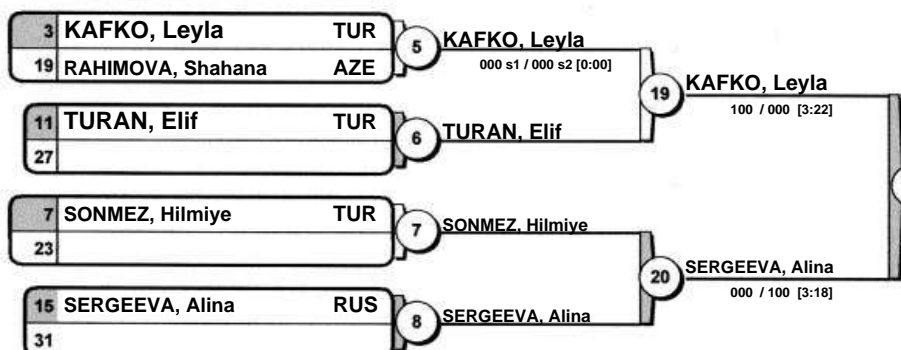 3 KAFKO, Leyla TUR
19 RAHIMOVA, Shahana AZE
5
KAFKO, Leyla
000 s1 / 000 s2 [0:00]
11 TURAN, Elif TUR
27
6
TURAN, Elif
19
KAFKO, Leyla
100 / 000 [3:22]
7 SONMEZ, Hilmiye TUR
23
7
SONMEZ, Hilmiye
15 SERGEEVA, Alina RUS
31
8
SERGEEVA, Alina
20
SERGEEVA, Alina
000 / 100 [3:18]